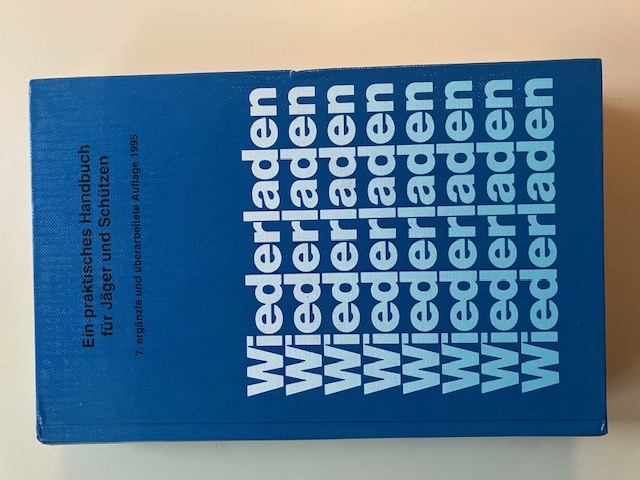 Ein praktisches Handbuch
für Jäger und Schützen
7. ergänzte und überarbeitete Auflage 1995
Wiederladen
Wiederladen
Wiederladen
Wiederladen
Wiederladen
Wiederladen
Wiederladen
Wiederladen